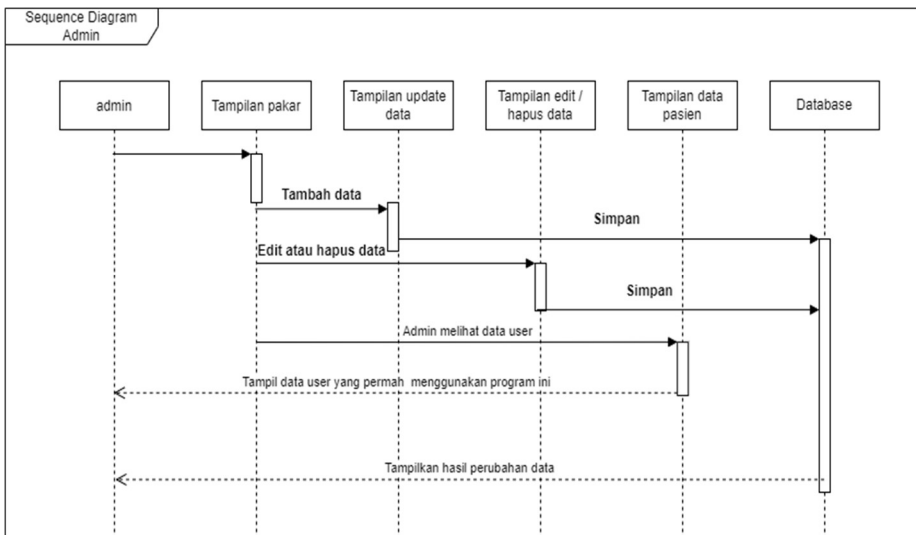 Sequence Diagram
Admin
admin
Tampilan pakar
Tampilan update
data
Tampilan edit /
hapus data
Tampilan data
pasien
Database
Tambah data
Simpan
Edit atau hapus data
Simpan
Admin melihat data user
Tampil data user yang permah menggunakan program ini
Tampilkan hasil perubahan data